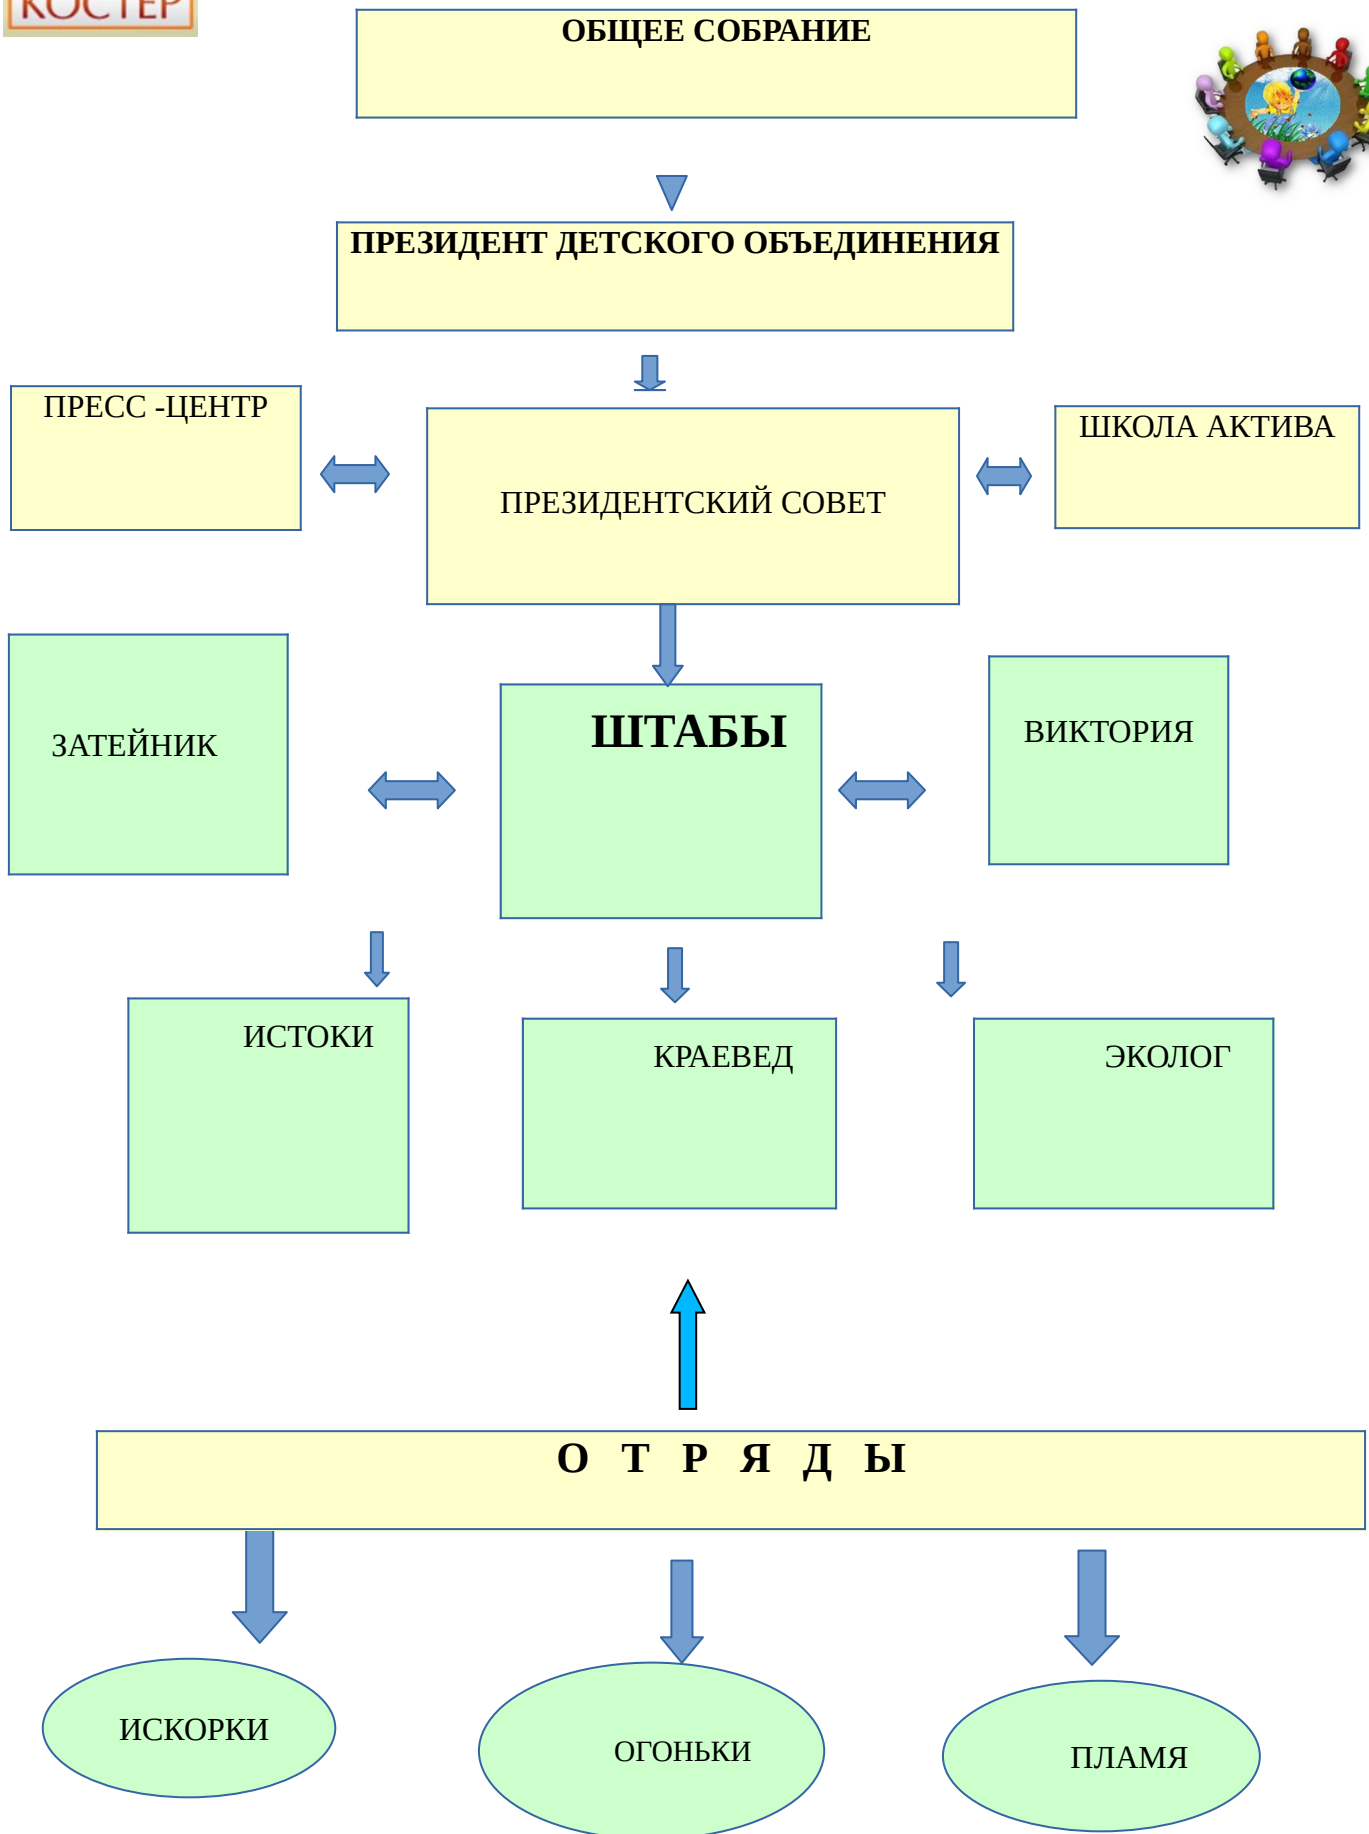 КОСТЕР
ОБЩЕЕ СОБРАНИЕ
ПРЕЗИДЕНТ ДЕТСКОГО ОБЪЕДИНЕНИЯ
ПРЕСС -ЦЕНТР
ШКОЛА АКТИВА
ПРЕЗИДЕНТСКИЙ СОВЕТ
ЗАТЕЙНИК
ШТАБЫ
ВИКТОРИЯ
ИСТОКИ
КРАЕВЕД
ЭКОЛОГ
О Т Р Я Д Ы
ИСКОРКИ
ОГОНЬКИ
ПЛАМЯ